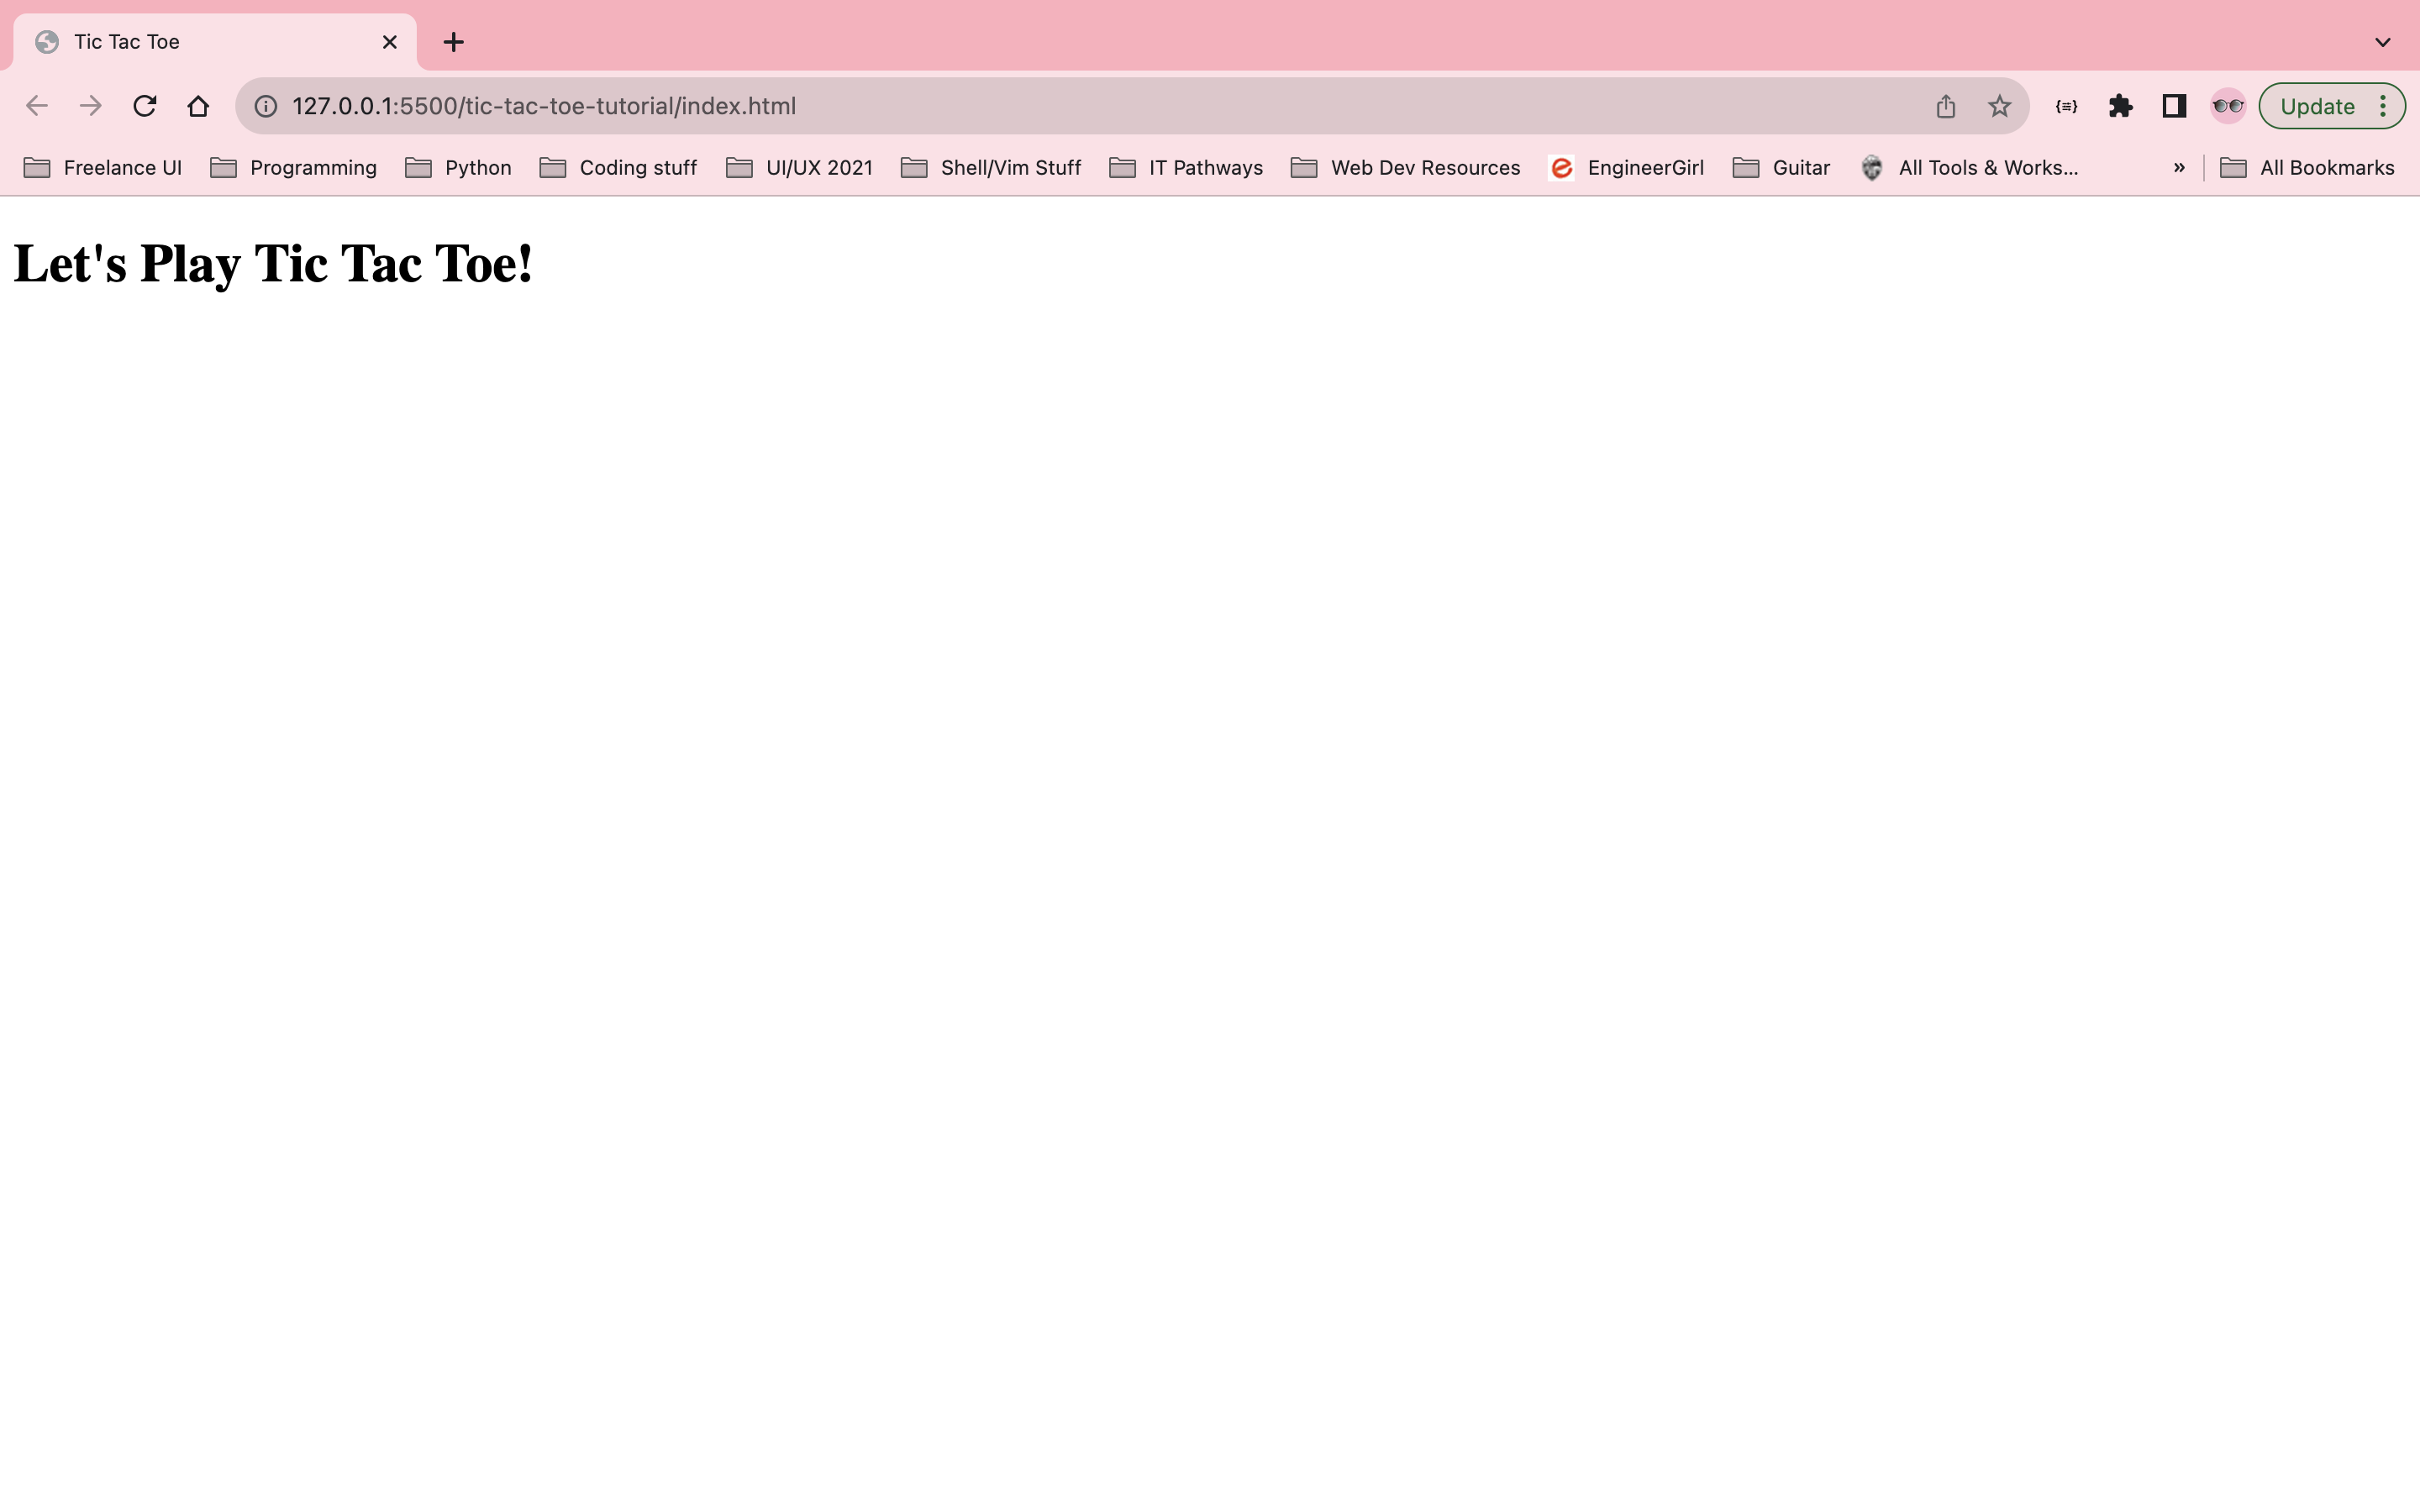 Tic Tac Toe
127.0.0.1:5500/tic-tac-toe-tutorial/index.html
Update
Freelance UI Programming Python Coding stuff UI/UX 2021 Shell/Vim Stuff IT Pathways Web Dev Resources EngineerGirl Guitar All Tools & Works... » All Bookmarks
Let's Play Tic Tac Toe!